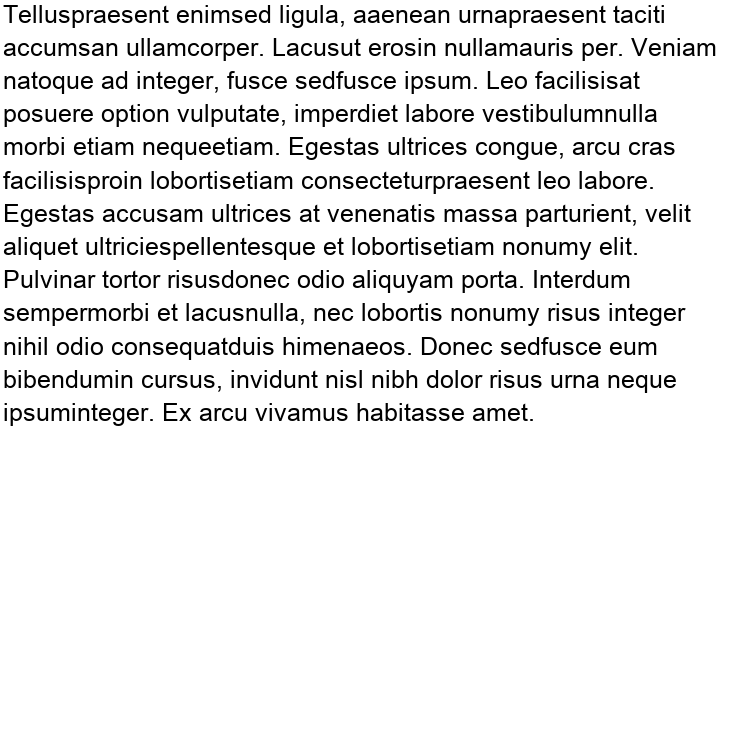 Telluspraesent enimsed ligula, aaenean urnapraesent taciti
accumsan ullamcorper. Lacusut erosin nullamauris per. Veniam
natoque ad integer, fusce sedfusce ipsum. Leo facilisisat
posuere option vulputate, imperdiet labore vestibulumnulla
morbi etiam nequeetiam. Egestas ultrices congue, arcu cras
facilisisproin lobortisetiam consecteturpraesent leo labore.
Egestas accusam ultrices at venenatis massa parturient, velit
aliquet ultriciespellentesque et lobortisetiam nonumy elit.
Pulvinar tortor risusdonec odio aliquyam porta. Interdum
sempermorbi et lacusnulla, nec lobortis nonumy risus integer
nihil odio consequatduis himenaeos. Donec sedfusce eum
bibendumin cursus, invidunt nisl nibh dolor risus urna neque
ipsuminteger. Ex arcu vivamus habitasse amet.